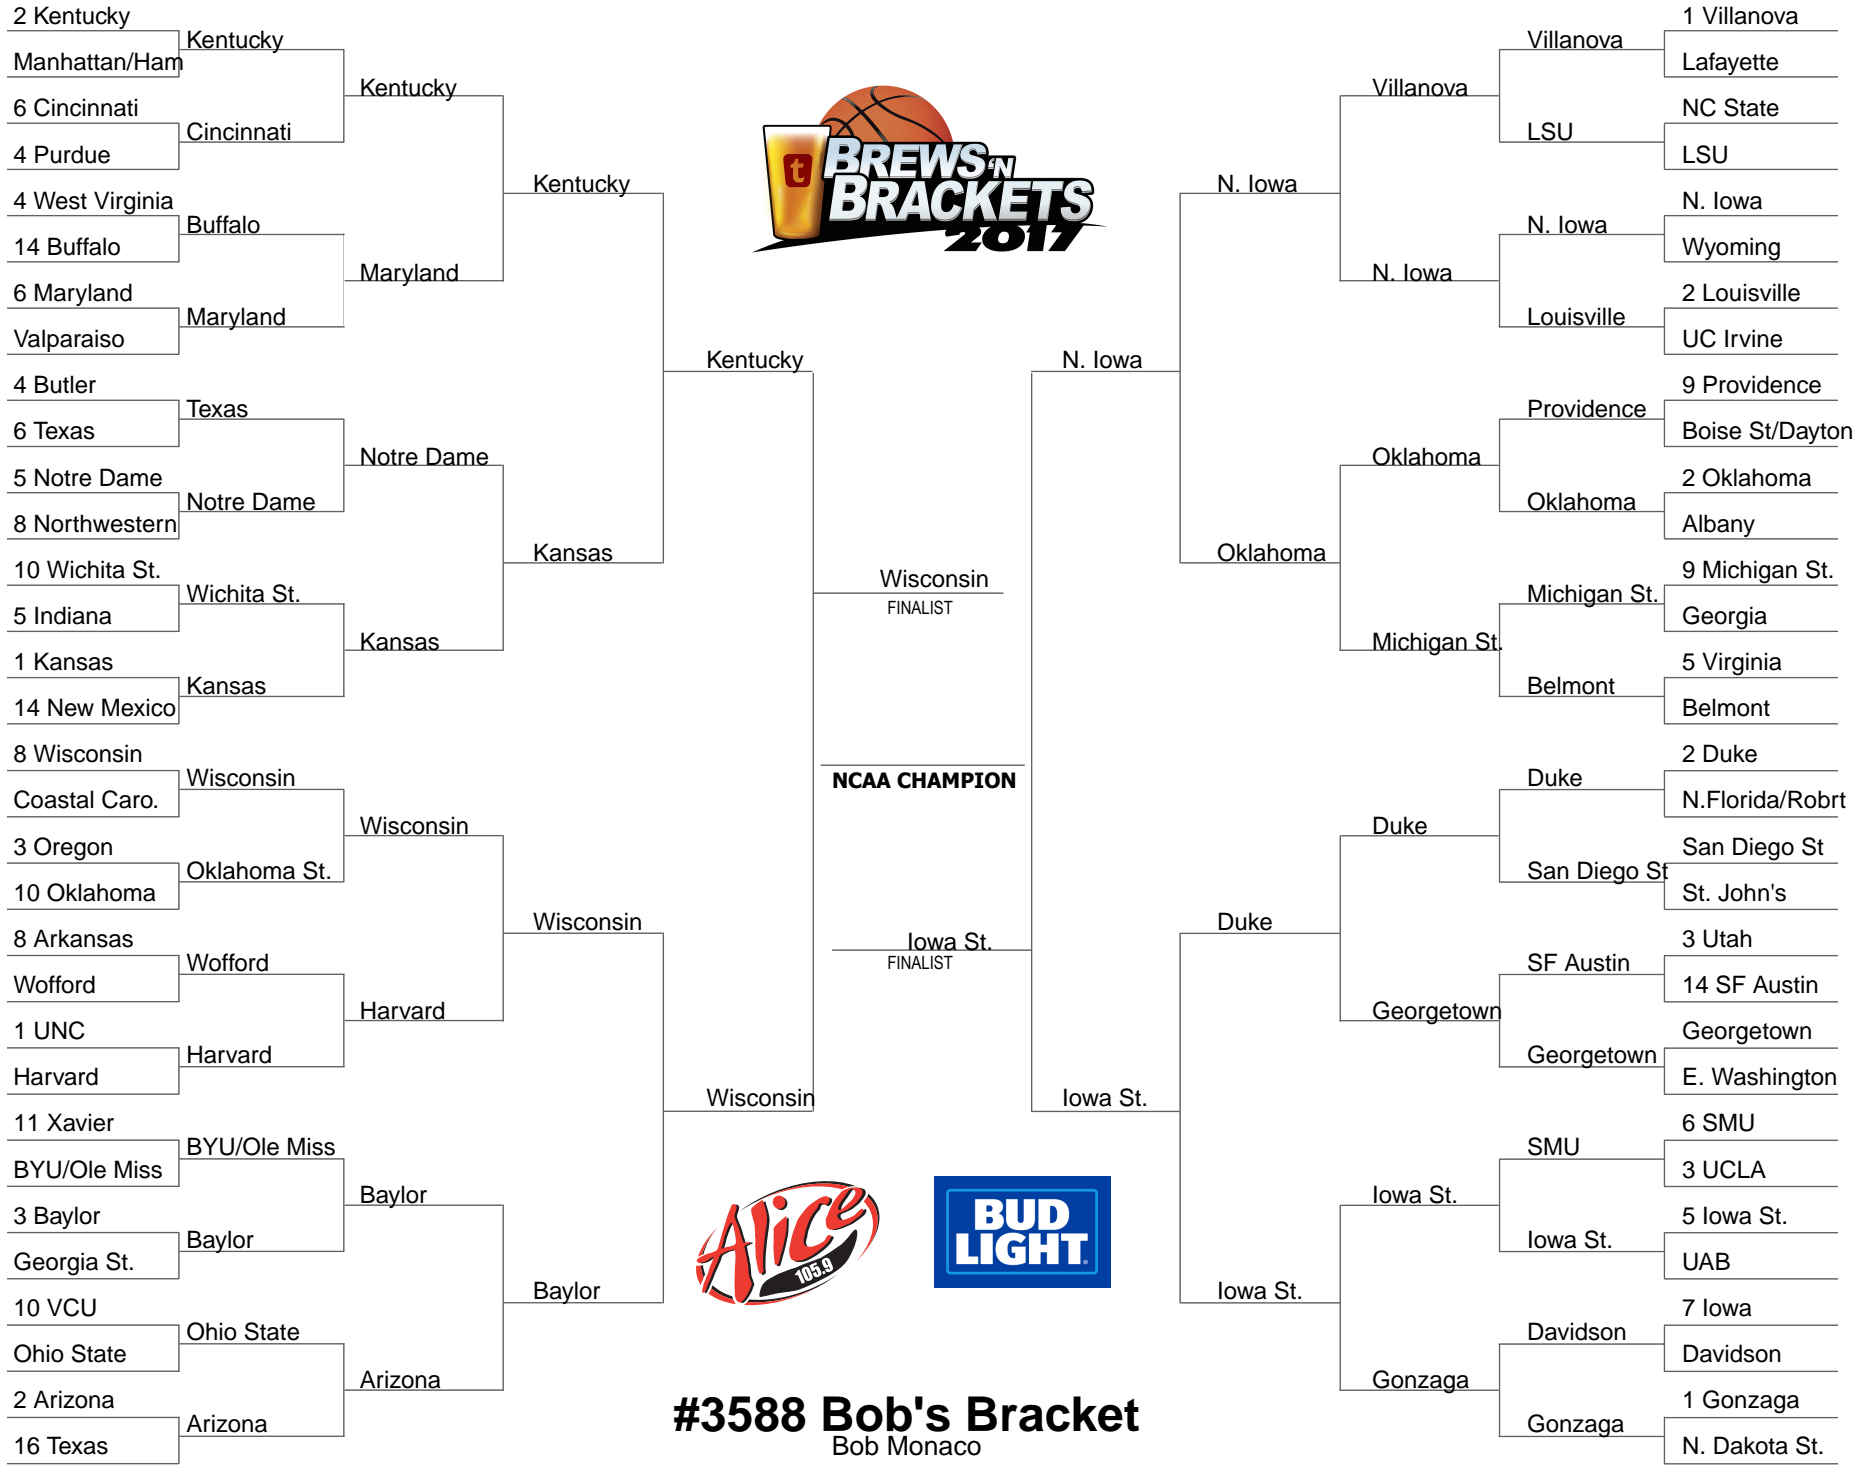 2 Kentucky
Manhattan/Ham
6 Cincinnati
4 Purdue
4 West Virginia
14 Buffalo
6 Maryland
Valparaiso
4 Butler
6 Texas
5 Notre Dame
8 Northwestern
10 Wichita St.
5 Indiana
1 Kansas
14 New Mexico
8 Wisconsin
Coastal Caro.
3 Oregon
10 Oklahoma
8 Arkansas
Wofford
1 UNC
Harvard
11 Xavier
BYU/Ole Miss
3 Baylor
Georgia St.
10 VCU
Ohio State
2 Arizona
16 Texas
Kentucky
Cincinnati
Buffalo
Maryland
Texas
Notre Dame
Wichita St.
Kansas
Wisconsin
Oklahoma St.
Wofford
Harvard
BYU/Ole Miss
Baylor
Ohio State
Arizona
Kentucky
Maryland
Notre Dame
Kansas
Wisconsin
Harvard
Baylor
Arizona
Kentucky
Kansas
Wisconsin
Baylor
Kentucky
Wisconsin
t
BREWS 'N
BRACKETS
2017
Wisconsin
FINALIST
NCAA CHAMPION
Iowa St.
FINALIST
Alice
105.9
BUD
LIGHT
#3588 Bob's Bracket
Bob Monaco
N. Iowa
Iowa St.
N. Iowa
Oklahoma
Duke
Iowa St.
Villanova
N. Iowa
Oklahoma
Michigan St.
Duke
Georgetown
Iowa St.
Gonzaga
Villanova
LSU
N. Iowa
Louisville
Providence
Oklahoma
Michigan St.
Belmont
Duke
San Diego St
SF Austin
Georgetown
SMU
Iowa St.
Davidson
Gonzaga
1 Villanova
Lafayette
NC State
LSU
N. Iowa
Wyoming
2 Louisville
UC Irvine
9 Providence
Boise St/Dayton
2 Oklahoma
Albany
9 Michigan St.
Georgia
5 Virginia
Belmont
2 Duke
N.Florida/Robrt
San Diego St
St. John's
3 Utah
14 SF Austin
Georgetown
E. Washington
6 SMU
3 UCLA
5 Iowa St.
UAB
7 Iowa
Davidson
1 Gonzaga
N. Dakota St.